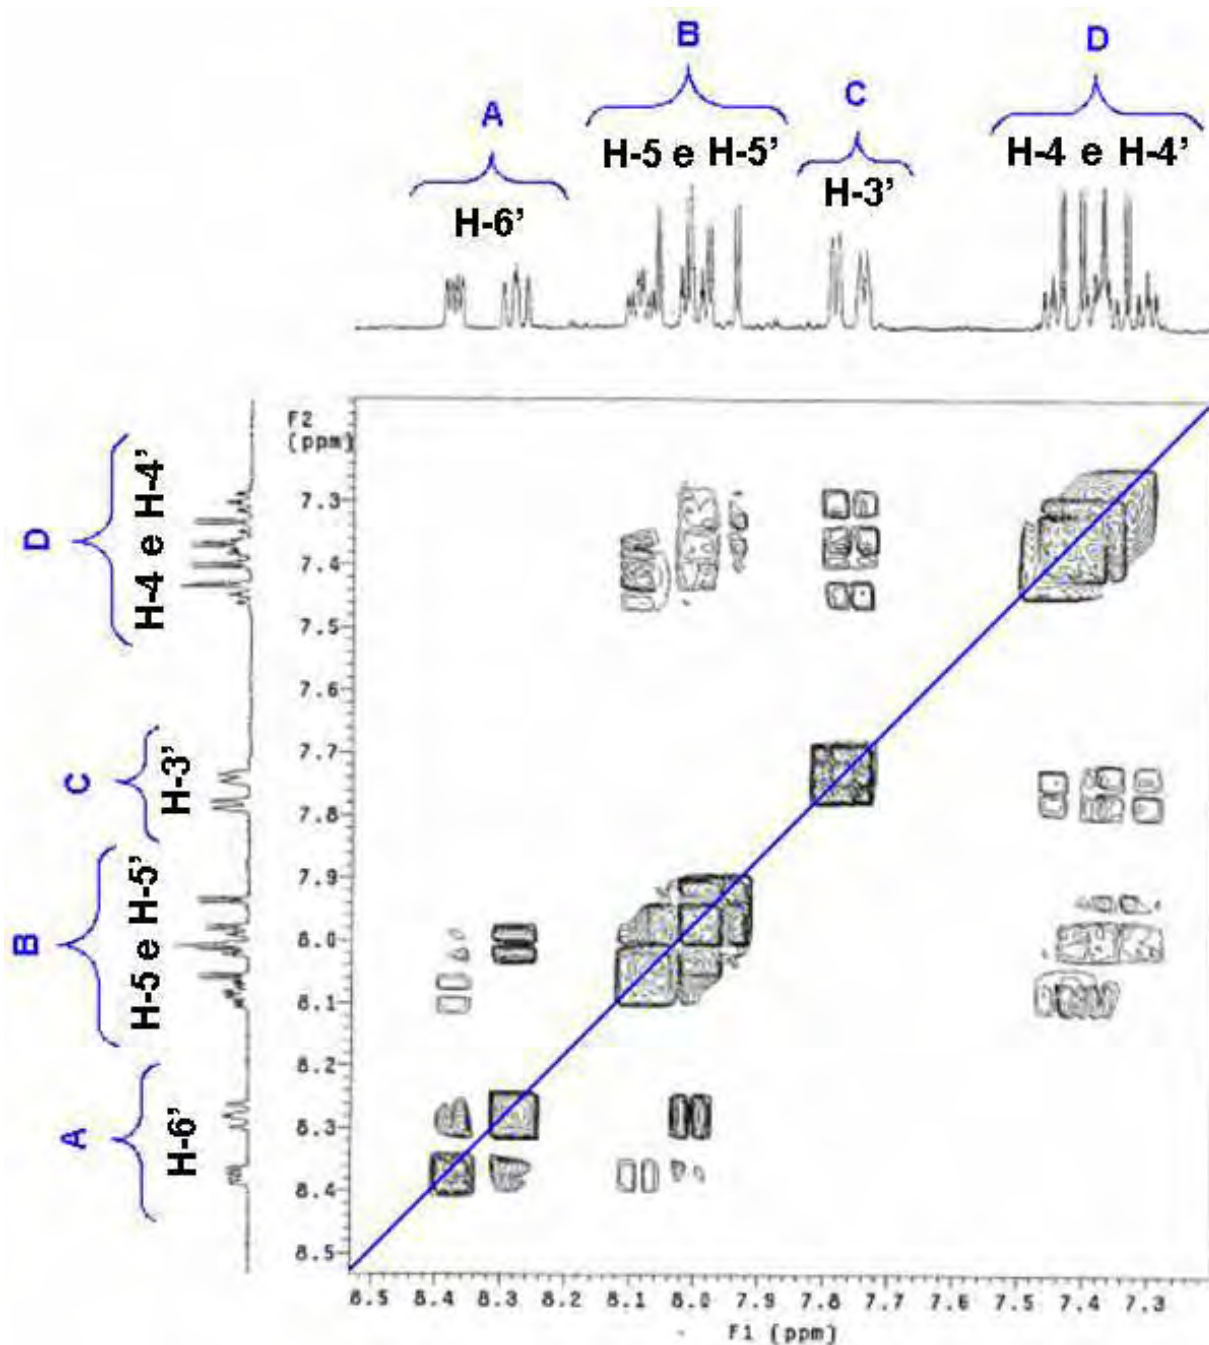 B
D
A
C
H-5 e H-5'
H-4 e H-4'
H-6'
H-3'
F2
(ppm)
D
H-4 e H-4'
C
H-3'
B
H-5 e H-5'
A
H-6'
7.3
7.4
7.5
7.6
7.7
7.8
7.9
8.0
8.1
8.2
8.3
8.4
8.5
8.5 8.4 8.3 8.2 8.1 8.0 7.9 7.8 7.7 7.6 7.5 7.4 7.3
F1 (ppm)